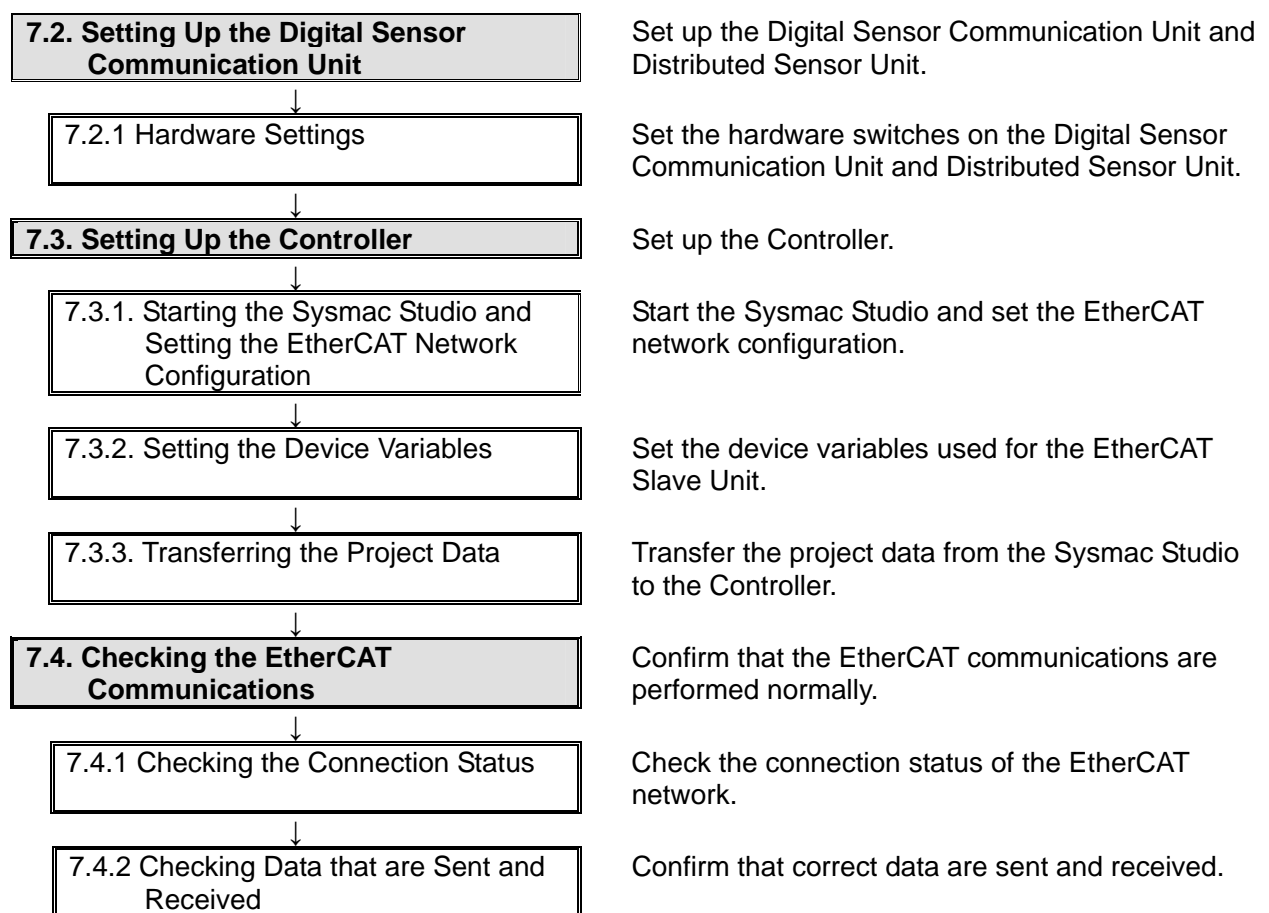 7.2. Setting Up the Digital Sensor
Communication Unit
Set up the Digital Sensor Communication Unit and
Distributed Sensor Unit.
↓
7.2.1 Hardware Settings
Set the hardware switches on the Digital Sensor
Communication Unit and Distributed Sensor Unit.
↓
7.3. Setting Up the Controller
Set up the Controller.
↓
7.3.1. Starting the Sysmac Studio and
Setting the EtherCAT Network
Configuration
Start the Sysmac Studio and set the EtherCAT
network configuration.
↓
7.3.2. Setting the Device Variables
Set the device variables used for the EtherCAT
Slave Unit.
↓
7.3.3. Transferring the Project Data
Transfer the project data from the Sysmac Studio
to the Controller.
↓
7.4. Checking the EtherCAT
Communications
Confirm that the EtherCAT communications are
performed normally.
↓
7.4.1 Checking the Connection Status
Check the connection status of the EtherCAT
network.
↓
7.4.2 Checking Data that are Sent and
Received
Confirm that correct data are sent and received.